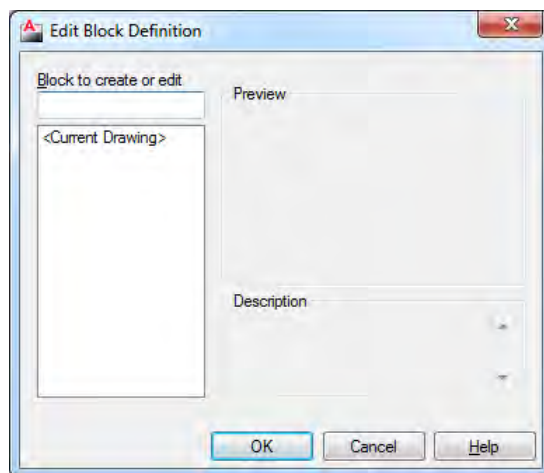 Edit Block Definition
Block to create or edit
Preview
<Current Drawing>
Description
OK
Cancel
Help